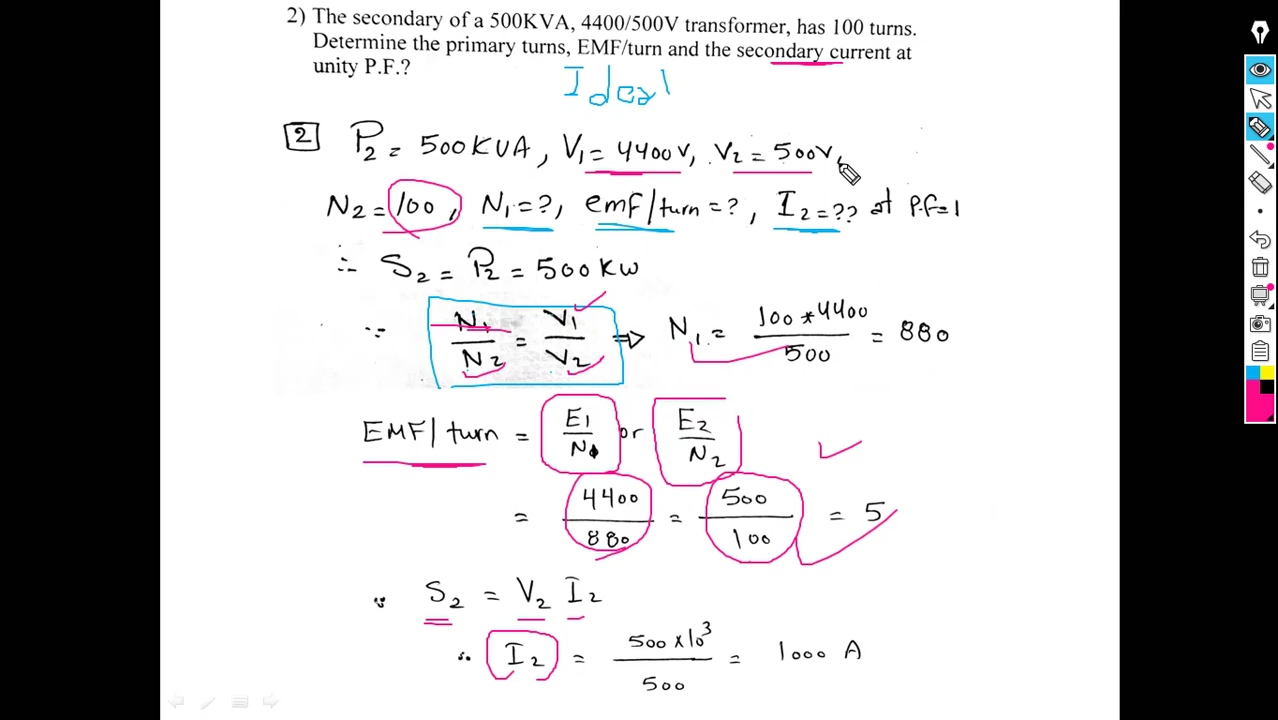 2) The secondary of a 500KVA, 4400/500V transformer, has 100 turns.
Determine the primary turns, EMF/turn and the secondary current at
unity P.F.?
Ideal
2 P2 = 500KVA, V1 = 4400V, V2 = 500V,
N2 = 100, N1 = ?, emf/turn = ?, I2 = ?? at P.F=1
∴ S2 = P2 = 500 KW
∵ N1/N2 = V1/V2 ⇒ N1 = 100 * 4400/500 = 880
EMF/turn = E1/N1 or E2/N2
= 4400/880 = 500/100 = 5
∵ S2 = V2 I2
∴ I2 = 500 x 10³/500 = 1000 A